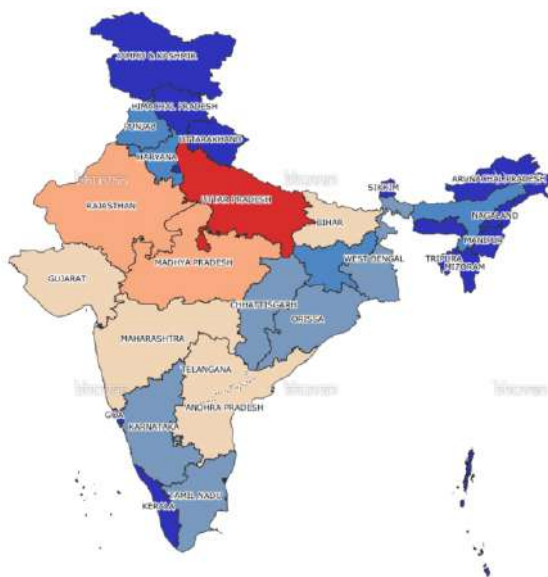 JAMMU & KASHMIR
HIMACHAL PRADESH
PUNJAB
UTTARAKHAND
HARYANA
ARUNACHAL PRADESH
SIKKIM
UTTAR PRADESH
RAJASTHAN
NAGALAND
BIHAR
MANIPUR
MADHYA PRADESH
WEST BENGAL
TRIPURA
MIZORAM
GUJARAT
CHHATTISGARH
ORISSA
MAHARASHTRA
TELANGANA
ANDHRA PRADESH
GOA
KARNATAKA
TAMIL NADU
KERALA